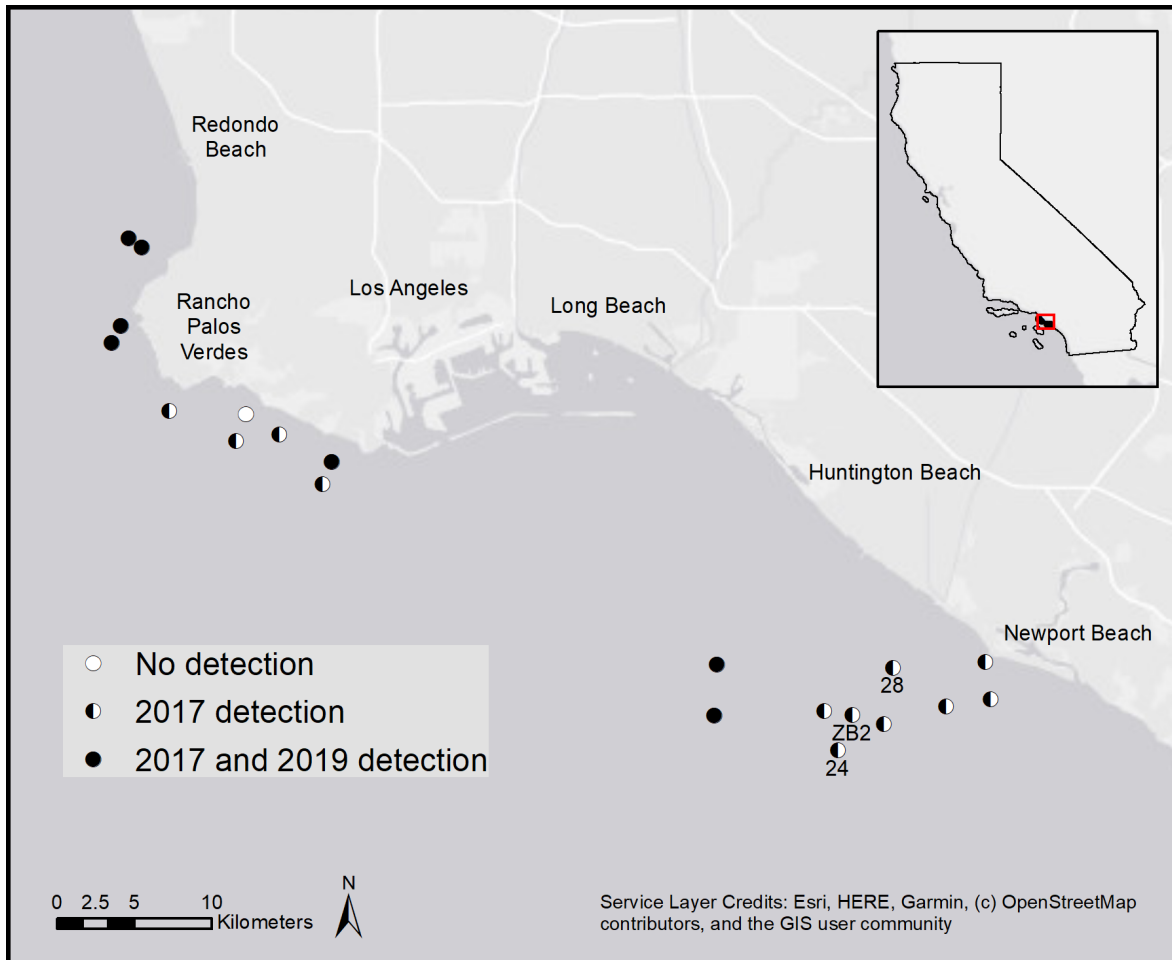 Redondo
Beach
Rancho
Palos
Verdes
Los Angeles
Long Beach
Huntington Beach
Newport Beach
28
ZB2
24
No detection
2017 detection
2017 and 2019 detection
0 2.5 5 10
Kilometers
N
Service Layer Credits: Esri, HERE, Garmin, (c) OpenStreetMap
contributors, and the GIS user community